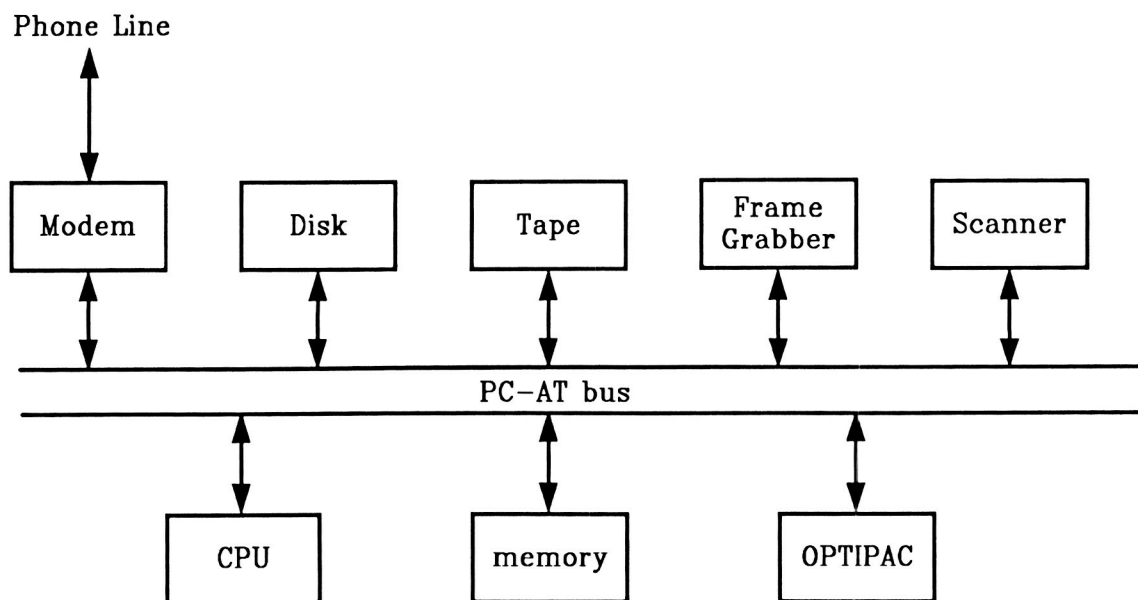 Phone Line
Modem
Disk
Tape
Frame
Grabber
Scanner
PC-AT bus
CPU
memory
OPTIPAC